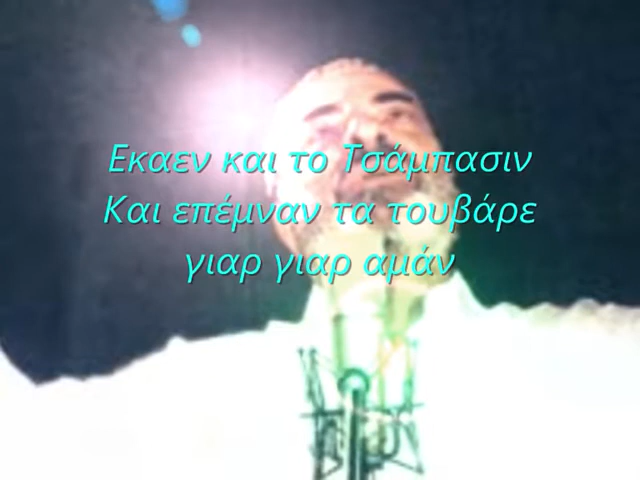 Εκαεν και το Τσάμπασιν
Και επέμναν τα τουβάρε
γιαρ γιαρ αμάν